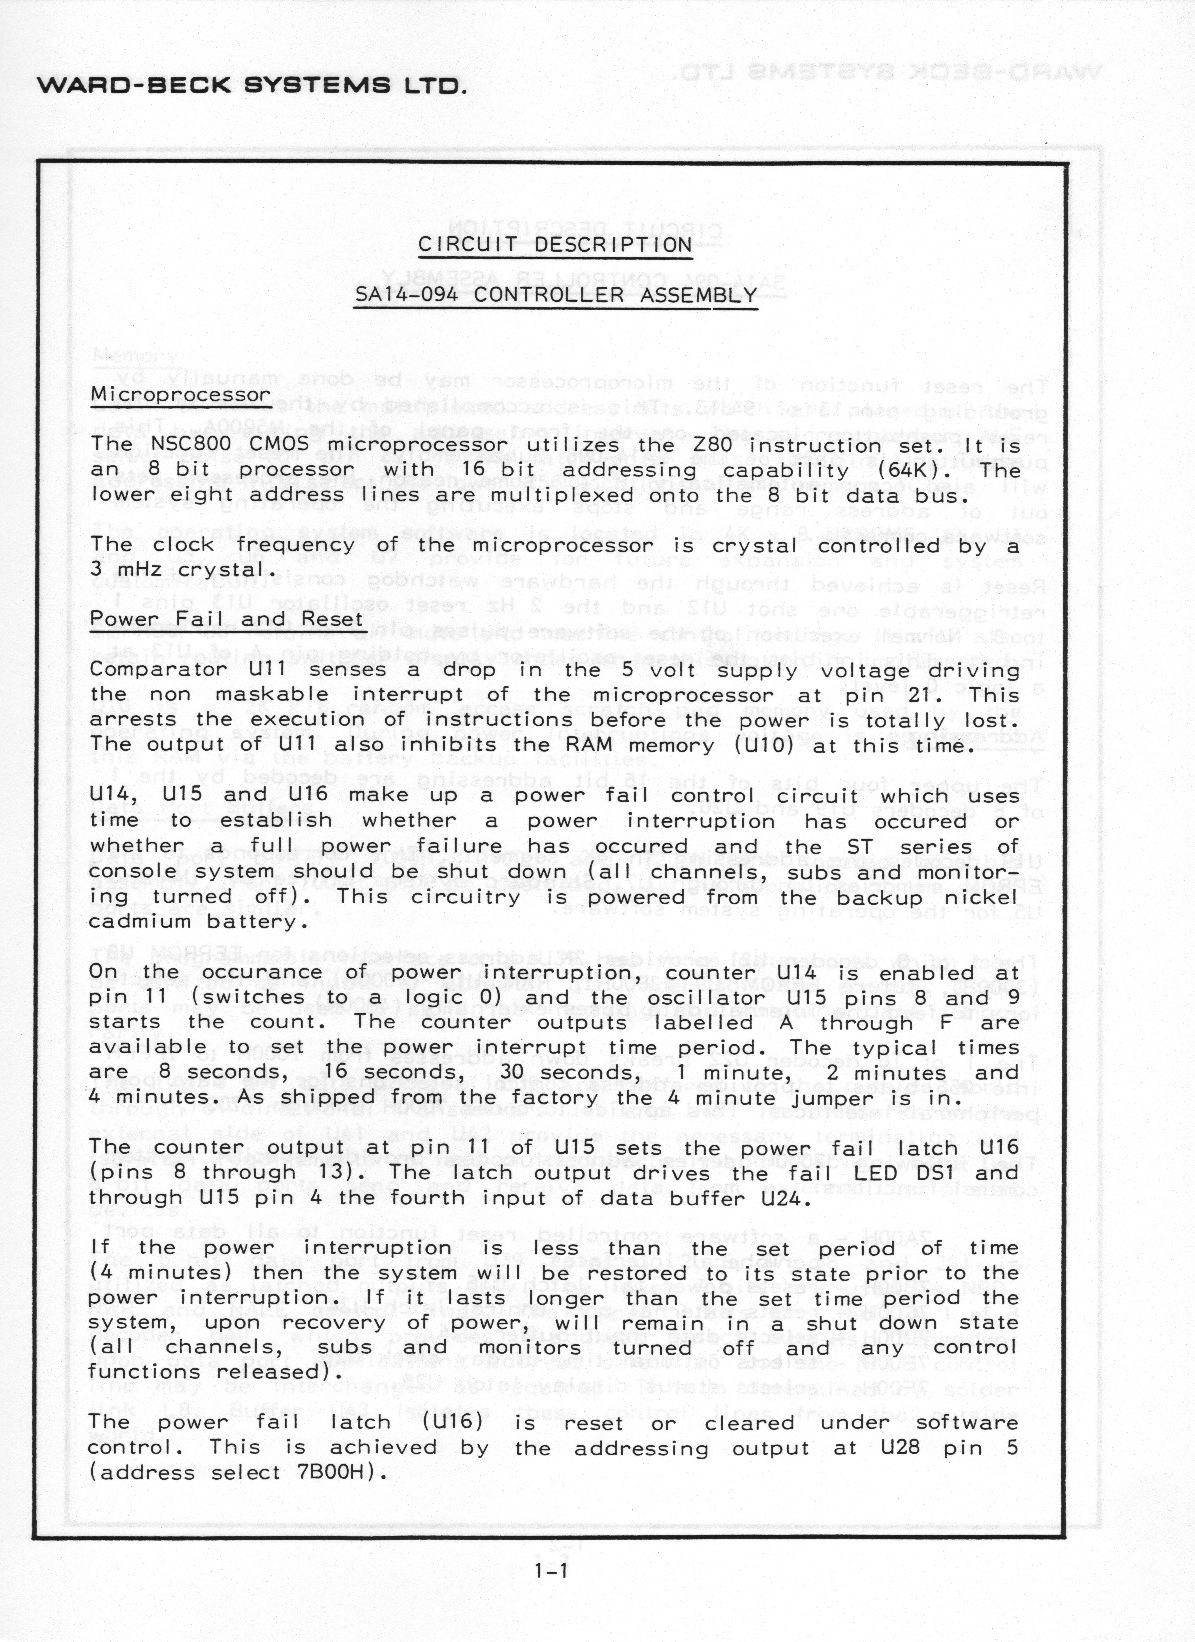 WARD-BECK SYSTEMS LTD.
CIRCUIT DESCRIPTION
SA14-094 CONTROLLER ASSEMBLY
Microprocessor
The NSC800 CMOS microprocessor utilizes the Z80 instruction set. It is
an 8 bit processor with 16 bit addressing capability (64K). The
lower eight address lines are multiplexed onto the 8 bit data bus.
The clock frequency of the microprocessor is crystal controlled by a
3 mHz crystal.
Power Fail and Reset
Comparator U11 senses a drop in the 5 volt supply voltage driving
the non maskable interrupt of the microprocessor at pin 21. This
arrests the execution of instructions before the power is totally lost.
The output of U11 also inhibits the RAM memory (U10) at this time.
U14, U15 and U16 make up a power fail control circuit which uses
time to establish whether a power interruption has occured or
whether a full power failure has occured and the ST series of
console system should be shut down (all channels, subs and monitor-
ing turred off). This circuitry is powered from the backup nickel
cadmium battery.
On the occurance of power interruption, counter U14 is enabled at
pin 11 (switches to a logic 0) and the oscillator U15 pins 8 and 9
starts the count. The counter outputs labelled A through F are
available to set the power interrupt time period. The typical times
are 8 seconds, 16 seconds, 30 seconds, 1 minute, 2 minutes and
4 minutes. As shipped from the factory the 4 minute jumper is in.
The counter output at pin 11 of U15 sets the power fail latch U16
(pins 8 through 13). The latch output drives the fail LED DS1 and
through U15 pin 4 the fourth input of data buffer U24.
If the power interruption is less than the set period of time
(4 minutes) then the system will be restored to its state prior to the
power interruption. If it lasts longer than the set time period the
system, upon recovery of power, will remain in a shut down state
(all channels, subs and monitors turned off and any control
functions released).
The power fail latch (U16) is reset or cleared under software
control. This is achieved by the addressing output at U28 pin 5
(address select 7B00H).
1-1